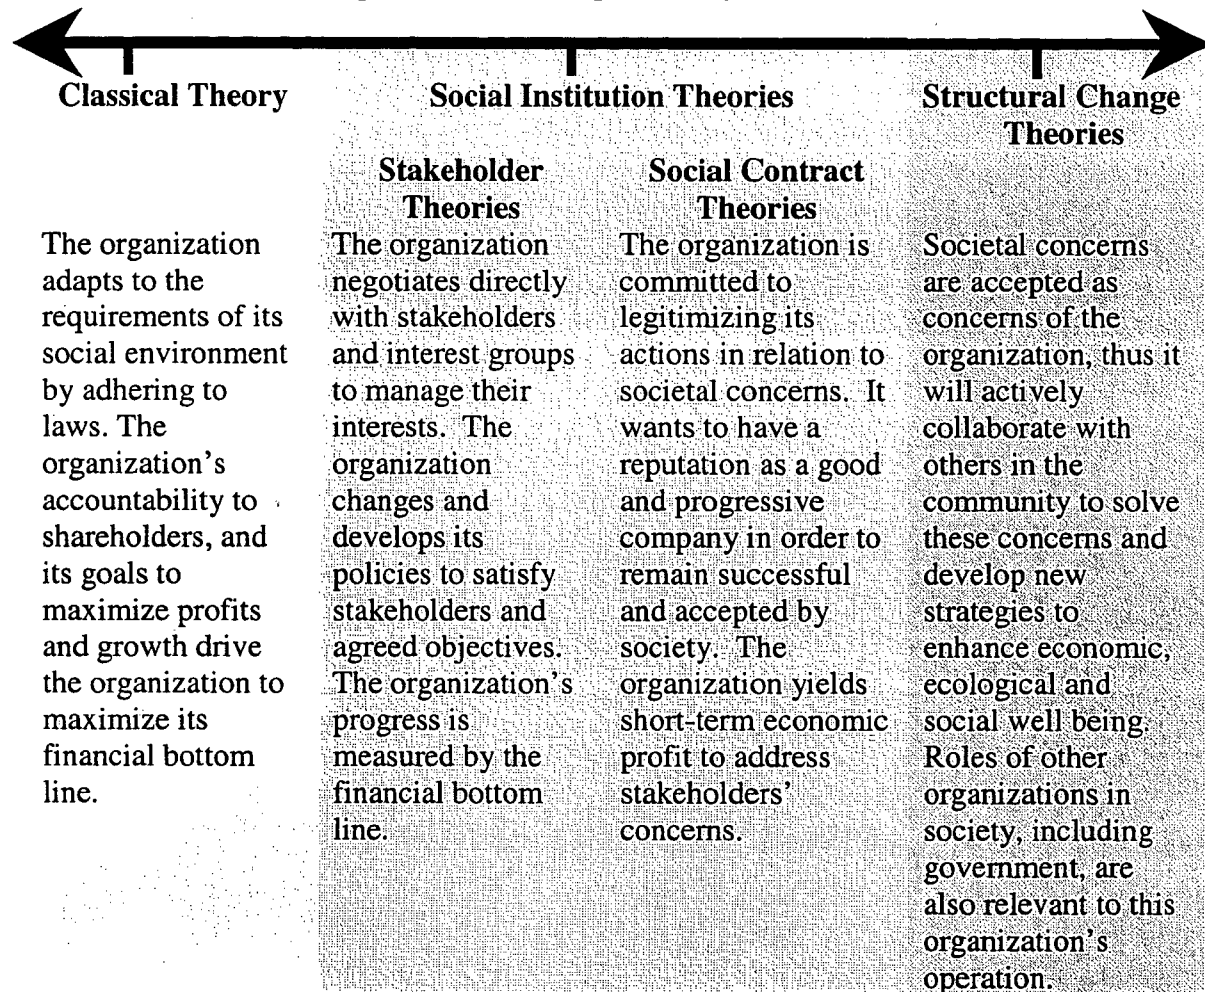 Classical Theory
Social Institution Theories
Structural Change
Theories
Stakeholder
Theories
Social Contract
Theories
The organization
adapts to the
requirements of its
social environment
by adhering to
laws. The
organization's
accountability to
shareholders, and
its goals to
maximize profits
and growth drive
the organization to
maximize its
financial bottom
line.
The organization
negotiates directly
with stakeholders
and interest groups
to manage their
interests. The
organization
changes and
develops its
policies to satisfy
stakeholders and
agreed objectives.
The organization's
progress is
measured by the
financial bottom
line.
The organization is
committed to
legitimizing its
actions in relation to
societal concerns. It
wants to have a
reputation as a good
and progressive
company in order to
remain successful
and accepted by
society. The
organization yields
short-term economic
profit to address
stakeholders'
concerns.
Societal concerns
are accepted as
concerns of the
organization, thus it
will actively
collaborate with
others in the
community to solve
these concerns and
develop new
strategies to
enhance economic,
ecological and
social well being.
Roles of other
organizations in
society, including
government, are
also relevant to this
organization's
operation.